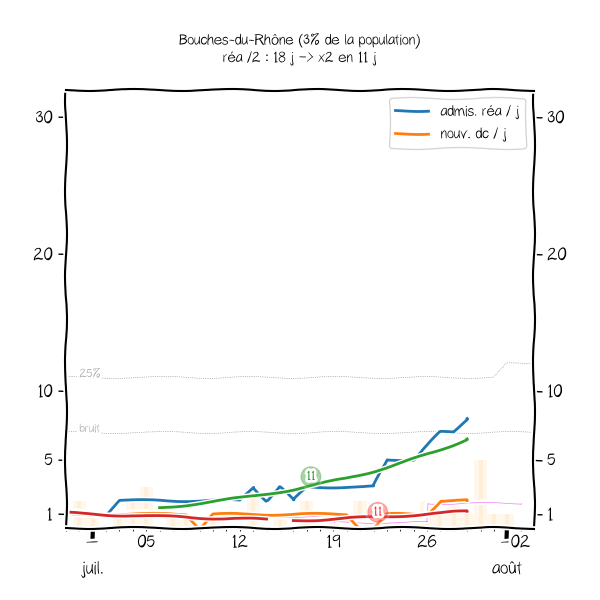 Bouches-du-Rhône (3% de la population)
réa /2 : 18 j -> x2 en 11 j
admis. réa / j
nouv. dc / j
30
30
20
20
25%
10
10
bruit
11
5
5
11
1
1
05
12
19
26
02
juil.
août